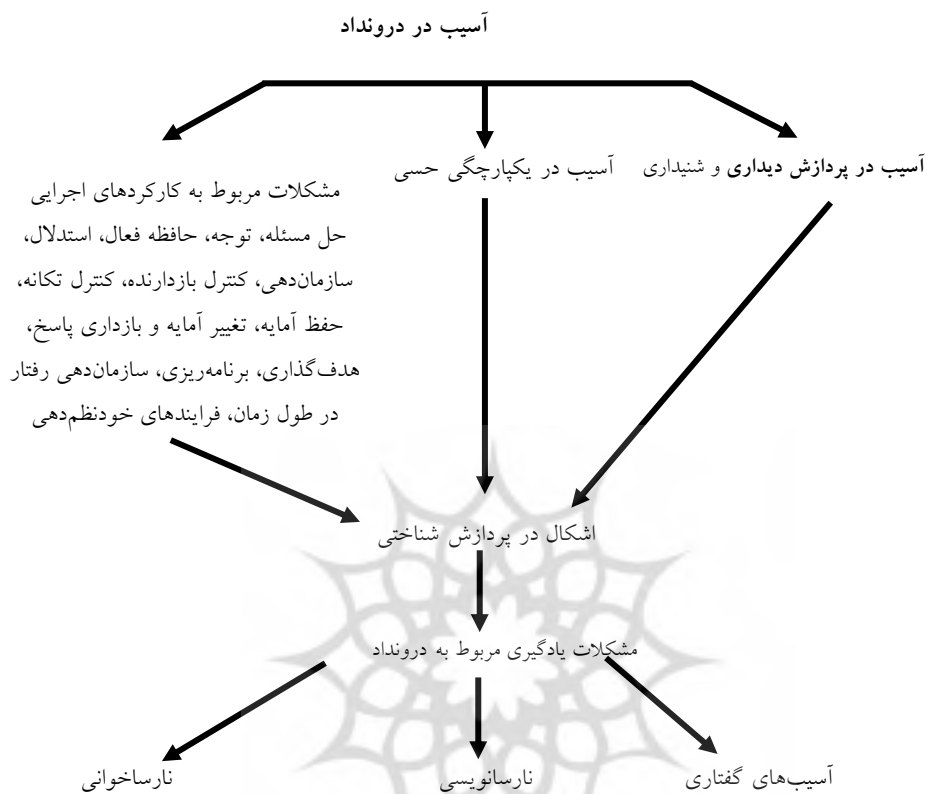 آسیب در درونداد
آسیب در پردازش دیداری و شنیداری
آسیب در یکپارچگی حسی
مشکلات مربوط به کارکردهای اجرایی
حل مسئله، توجه، حافظه فعال، استدلال،
سازمان‌دهی، کنترل بازدارنده، کنترل تکانه،
حفظ آمایه، تغییر آمایه و بازداری پاسخ،
هدف‌گذاری، برنامه‌ریزی، سازمان‌دهی رفتار
در طول زمان، فرایندهای خودنظم‌دهی
اشکال در پردازش شناختی
مشکلات یادگیری مربوط به درونداد
آسیب‌های گفتاری
نارسانویسی
نارساخوانی